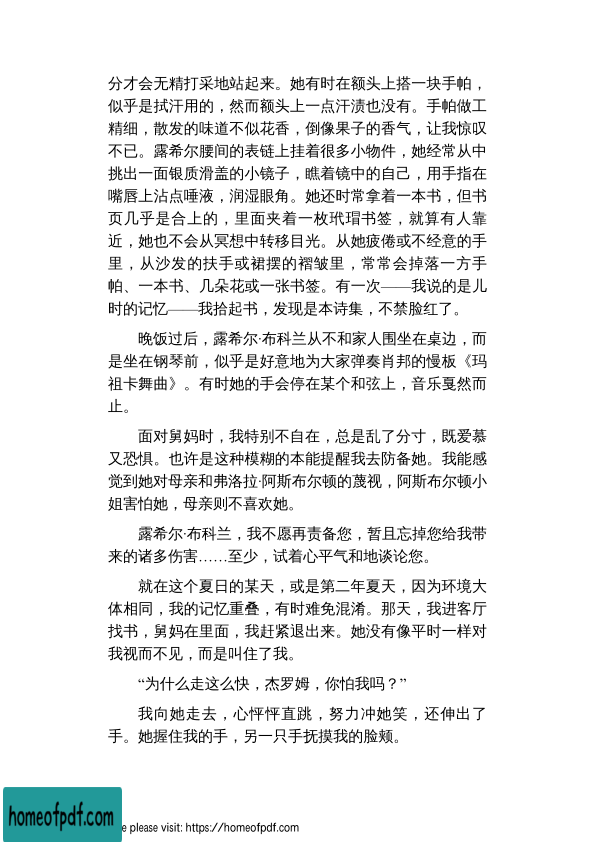 分才会无精打采地站起来。她有时在额头上搭一块手帕，
似乎是拭汗用的，然而额头上一点汗渍也没有。手帕做工
精细，散发的味道不似花香，倒像果子的香气，让我惊叹
不已。露希尔腰间的表链上挂着很多小物件，她经常从中
挑出一面银质滑盖的小镜子，瞧着镜中的自己，用手指在
嘴唇上沾点唾液，润湿眼角。她还时常拿着一本书，但书
页几乎是合上的，里面夹着一枚玳瑁书签，就算有人靠
近，她也不会从冥想中转移目光。从她疲倦或不经意的手
里，从沙发的扶手或裙摆的褶皱里，常常会掉落一方手
帕、一本书、几朵花或一张书签。有一次——我说的是儿
时的记忆——我拾起书，发现是本诗集，不禁脸红了。
晚饭过后，露希尔·布科兰从不和家人围坐在桌边，而
是坐在钢琴前，似乎是好意地为大家弹奏肖邦的慢板《玛
祖卡舞曲》。有时她的手会停在某个和弦上，音乐戛然而
止。
面对舅妈时，我特别不自在，总是乱了分寸，既爱慕
又恐惧。也许是这种模糊的本能提醒我去防备她。我能感
觉到她对母亲和弗洛拉·阿斯布尔顿的蔑视，阿斯布尔顿小
姐害怕她，母亲则不喜欢她。
露希尔·布科兰，我不愿再责备您，暂且忘掉您给我带
来的诸多伤害……至少，试着心平气和地谈论您。
就在这个夏日的某天，或是第二年夏天，因为环境大
体相同，我的记忆重叠，有时难免混淆。那天，我进客厅
找书，舅妈在里面，我赶紧退出来。她没有像平时一样对
我视而不见，而是叫住了我。
“为什么走这么快，杰罗姆，你怕我吗？”
我向她走去，心怦怦直跳，努力冲她笑，还伸出了
手。她握住我的手，另一只手抚摸我的脸颊。
homeofpdf.com
e please visit: https://homeofpdf.com